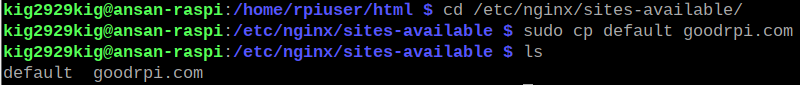 kig2929kig@ansan-raspi:/home/rpiuser/html $ cd /etc/nginx/sites-available/
kig2929kig@ansan-raspi:/etc/nginx/sites-available $ sudo cp default goodrpi.com
kig2929kig@ansan-raspi:/etc/nginx/sites-available $ ls
default  goodrpi.com